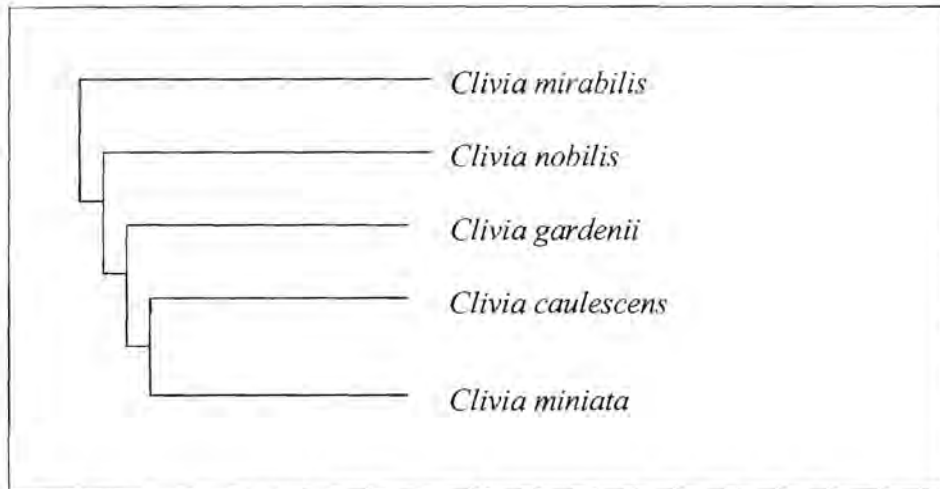 Clivia mirabilis
Clivia nobilis
Clivia gardenii
Clivia caulescens
Clivia miniata